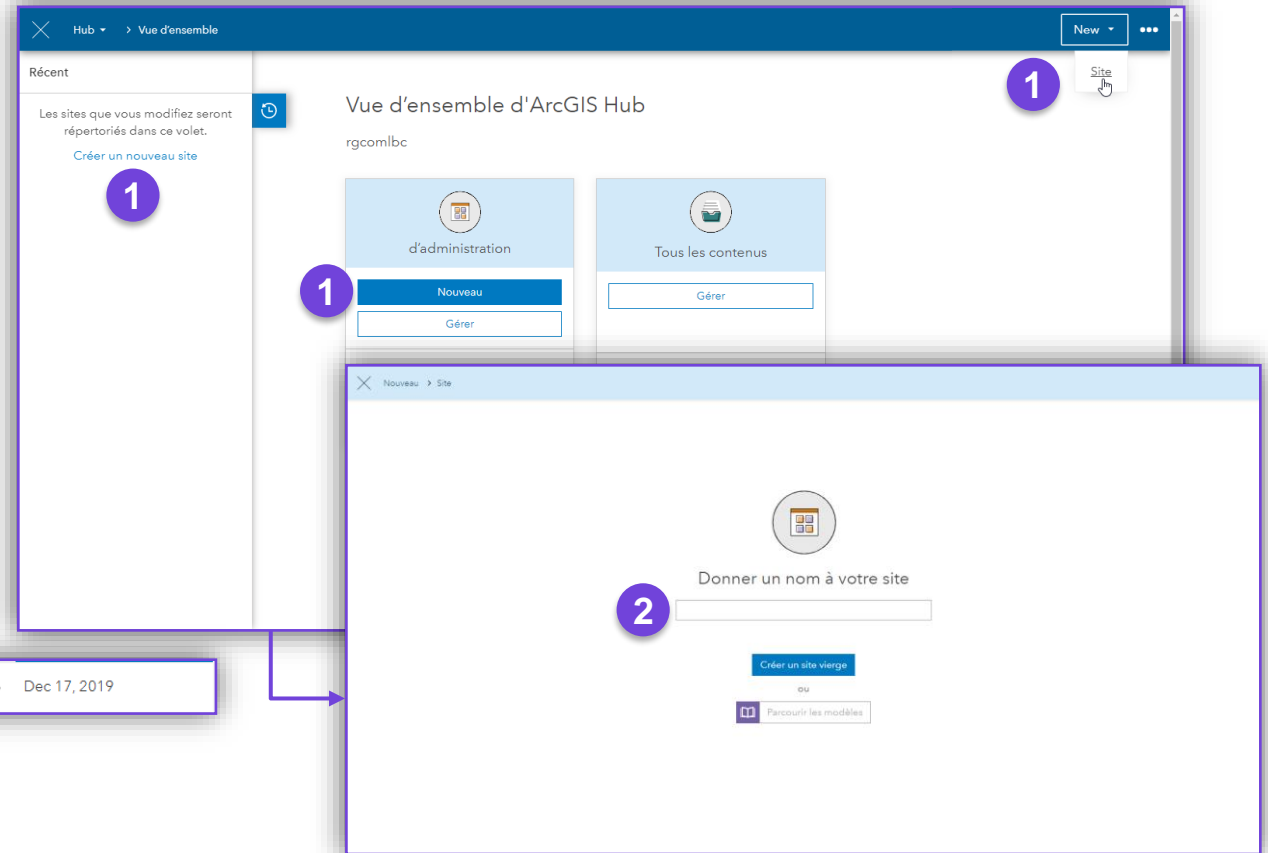 Hub > Vue d'ensemble
New
Site
1
Récent
Les sites que vous modifiez seront
répertoriés dans ce volet.
Créer un nouveau site
1
Vue d'ensemble d'ArcGIS Hub
rgcomlbc
d'administration
1
Nouveau
Gérer
Tous les contenus
Gérer
Nouveau > Site
Donner un nom à votre site
2
Créer un site vierge
ou
Parcourir les modèles
Dec 17, 2019